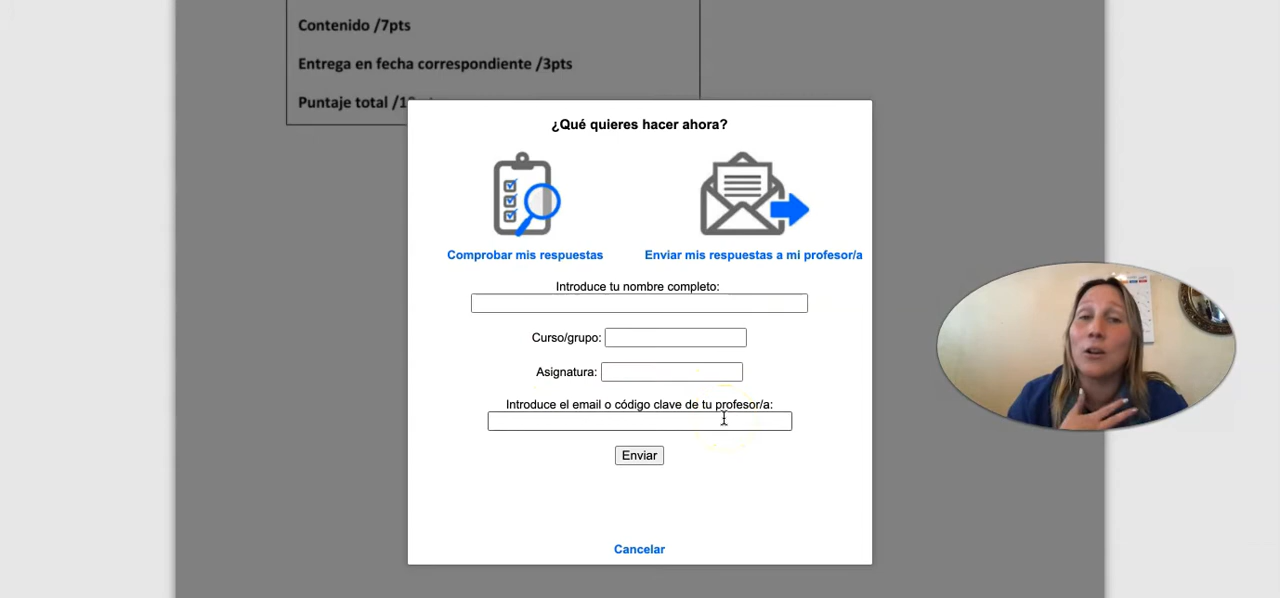 Contenido /7pts
Entrega en fecha correspondiente /3pts
Puntaje total
¿Qué quieres hacer ahora?
Comprobar mis respuestas
Enviar mis respuestas a mi profesor/a
Introduce tu nombre completo:
Curso/grupo:
Asignatura:
Introduce el email o código clave de tu profesor/a:
Enviar
Cancelar